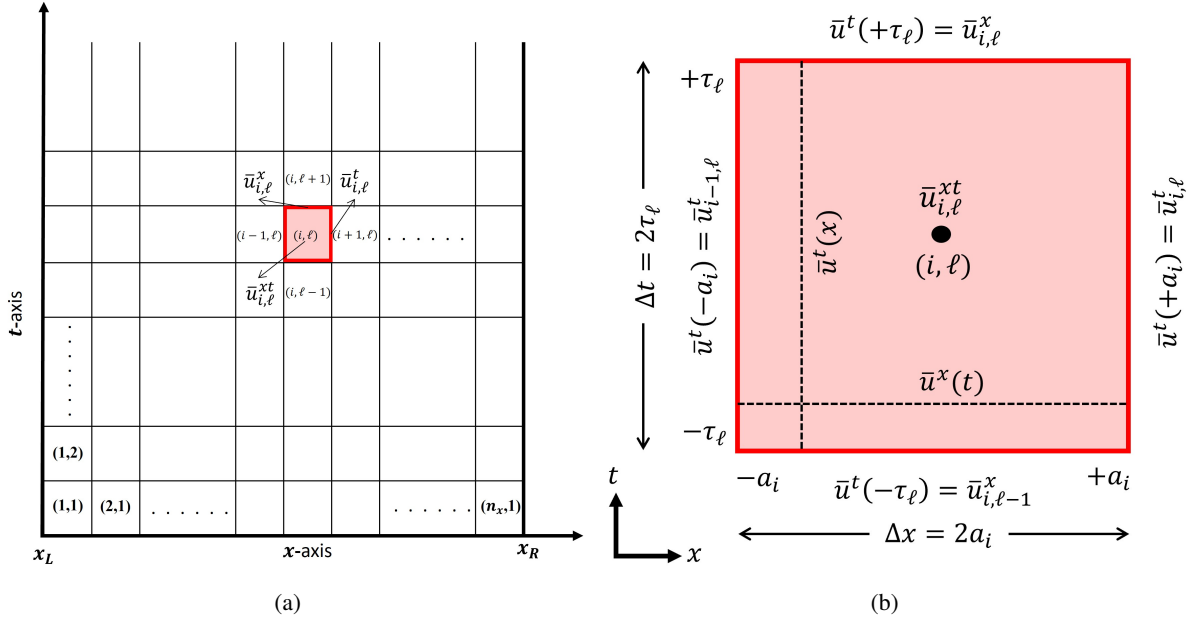 t-axis
ū^x_{i,ℓ}
(i, ℓ + 1)
ū^t_{i,ℓ}
(i − 1, ℓ)
(i, ℓ)
(i + 1, ℓ)
. . . . . . .
ū^{xt}_{i,ℓ}
(i, ℓ − 1)
. . . . . . .
(1,2)
(1,1)
(2,1)
. . . . . .
. . . . . .
(n_x,1)
x_L
x-axis
x_R
(a)
ū^t(+τ_ℓ) = ū^x_{i,ℓ}
+τ_ℓ
Δt = 2τ_ℓ
ū^t(−a_i) = ū^t_{i−1,ℓ}
ū^t(x)
ū^{xt}_{i,ℓ}
(i, ℓ)
ū^t(+a_i) = ū^t_{i,ℓ}
ū^x(t)
−τ_ℓ
−a_i
ū^t(−τ_ℓ) = ū^x_{i,ℓ−1}
+a_i
t
x
Δx = 2a_i
(b)